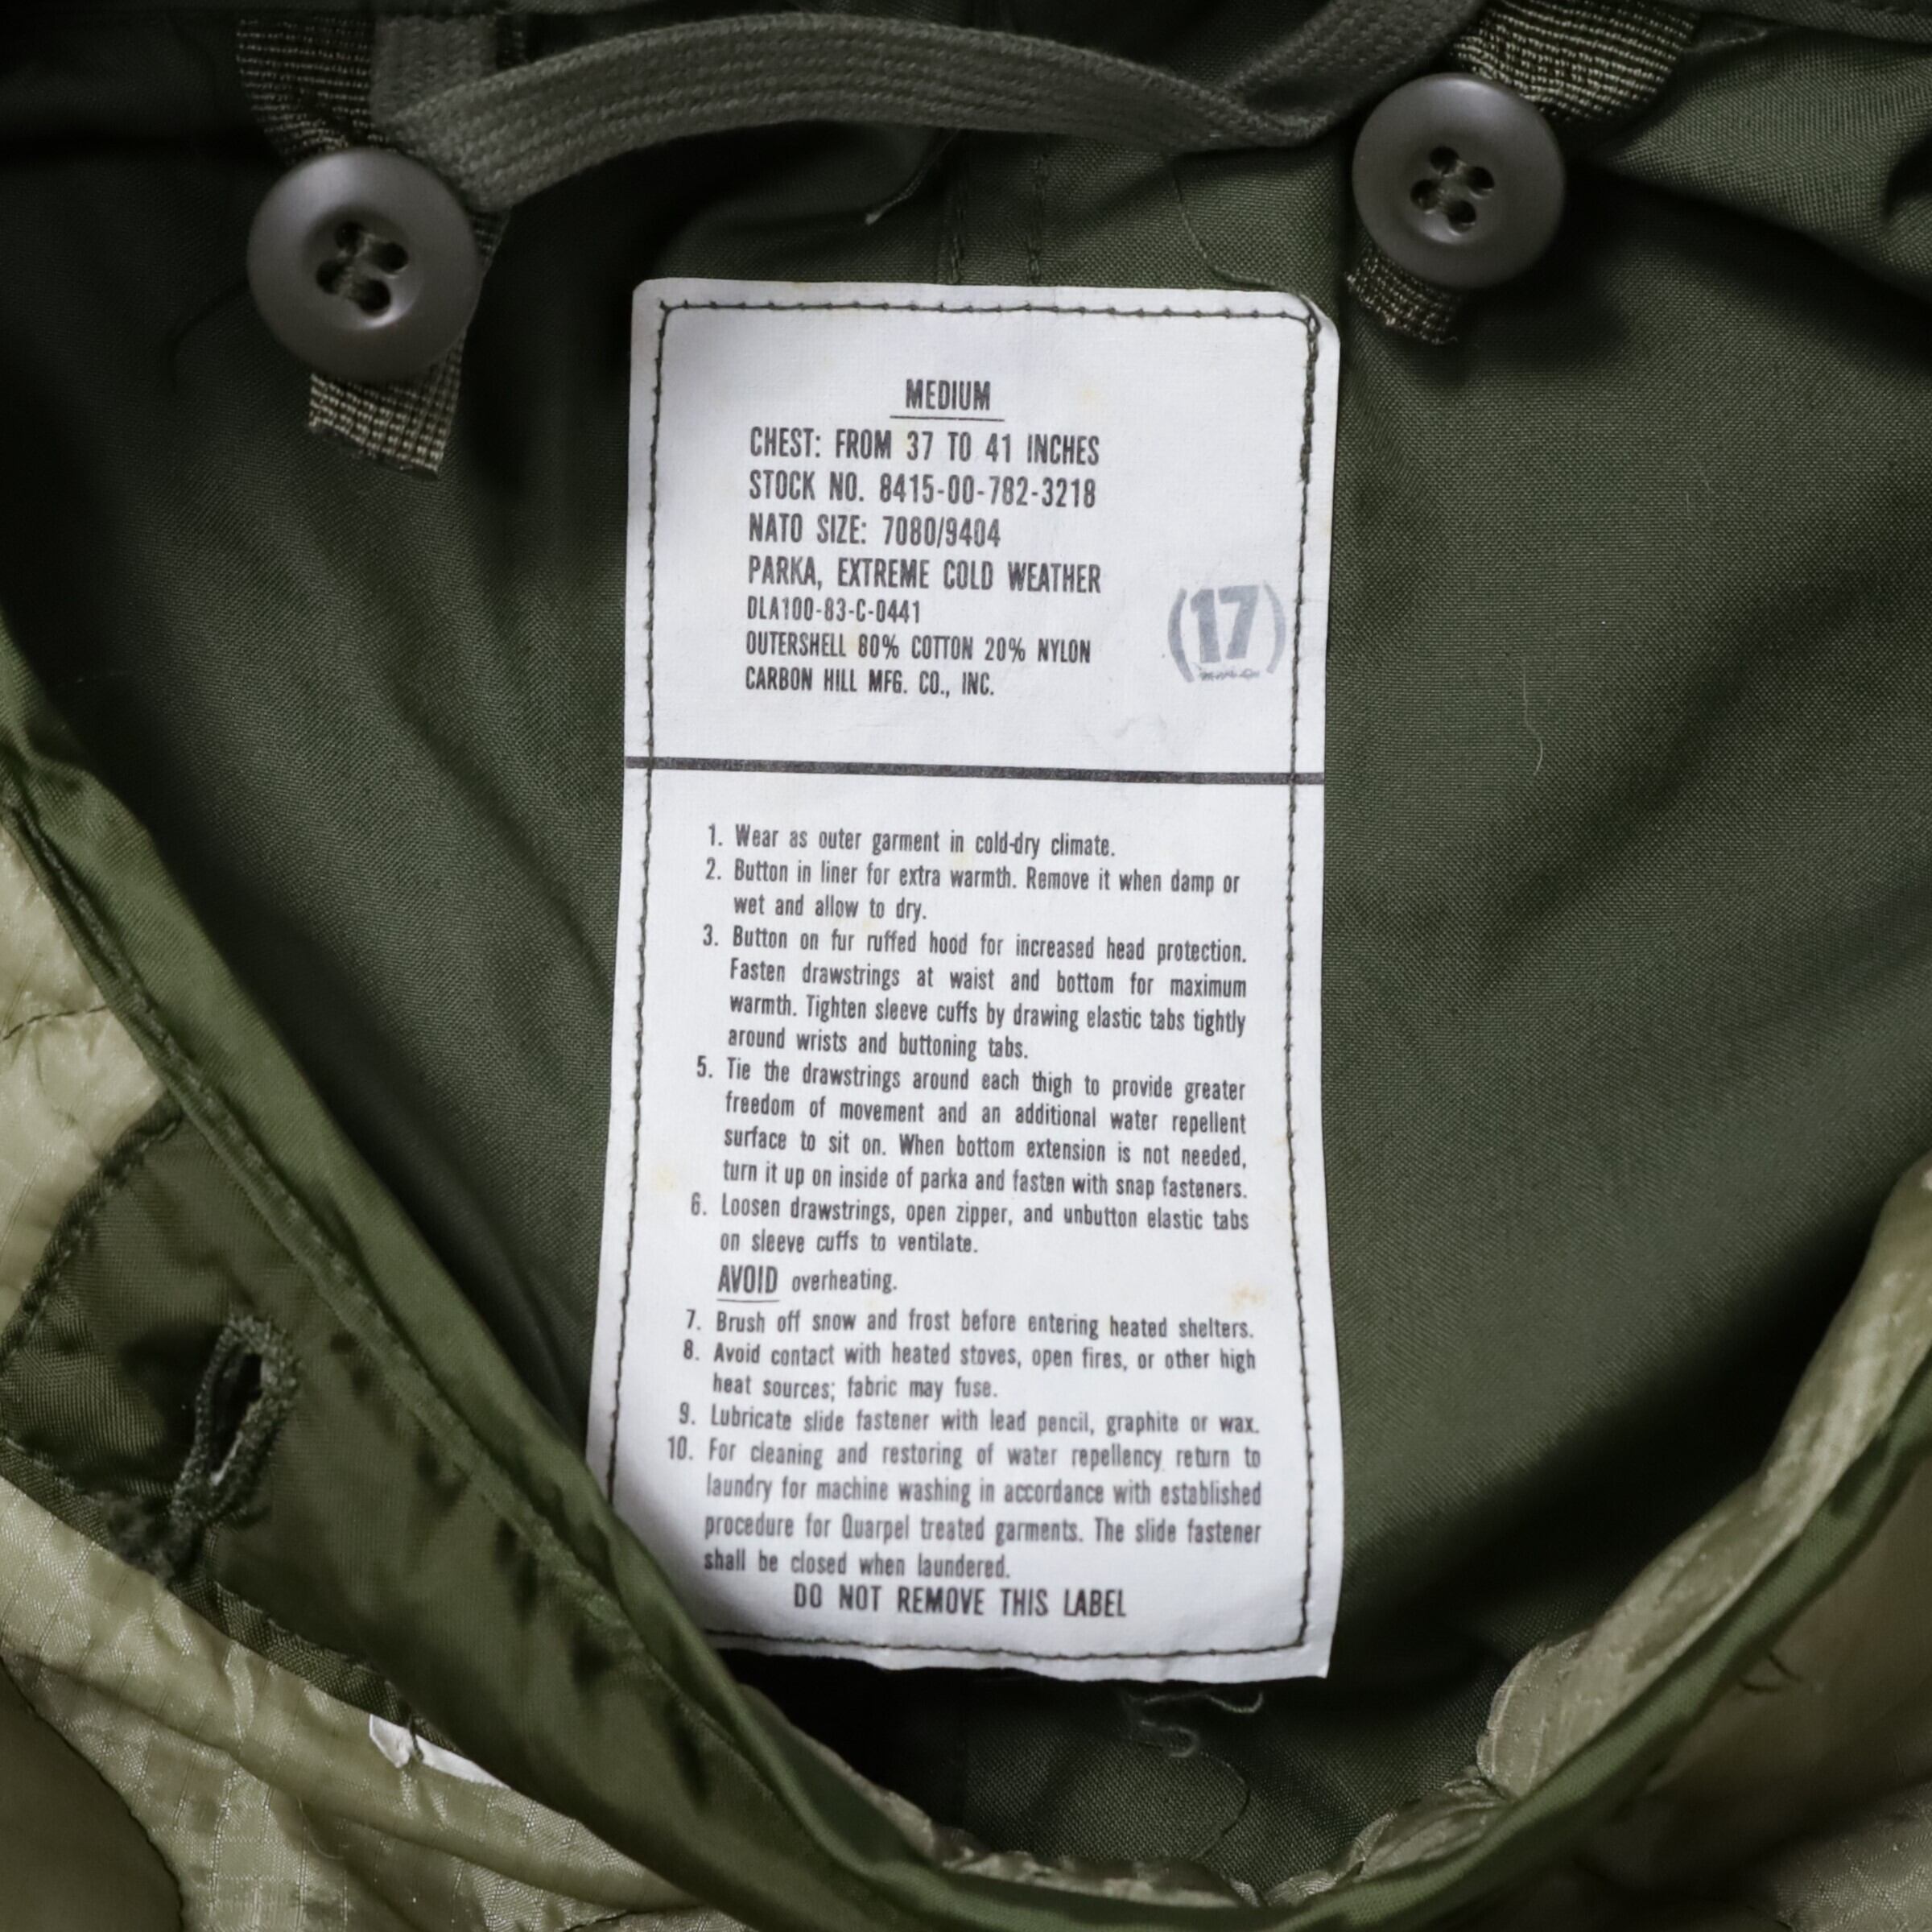 MEDIUM
CHEST: FROM 37 TO 41 INCHES
STOCK NO. 8415-00-782-3218
NATO SIZE: 7080/9404
PARKA, EXTREME COLD WEATHER
DLA100-83-C-0441
OUTERSHELL 80% COTTON 20% NYLON
CARBON HILL MFG. CO., INC.
(17)
1. Wear as outer garment in cold-dry climate.
2. Button in liner for extra warmth. Remove it when damp or
wet and allow to dry.
3. Button on fur ruffed hood for increased head protection.
Fasten drawstrings at waist and bottom for maximum
warmth. Tighten sleeve cuffs by drawing elastic tabs tightly
around wrists and buttoning tabs.
5. Tie the drawstrings around each thigh to provide greater
freedom of movement and an additional water repellent
surface to sit on. When bottom extension is not needed,
turn it up on inside of parka and fasten with snap fasteners.
6. Loosen drawstrings, open zipper, and unbutton elastic tabs
on sleeve cuffs to ventilate.
AVOID overheating.
7. Brush off snow and frost before entering heated shelters.
8. Avoid contact with heated stoves, open fires, or other high
heat sources; fabric may fuse.
9. Lubricate slide fastener with lead pencil, graphite or wax.
10. For cleaning and restoring of water repellency return to
laundry for machine washing in accordance with established
procedure for Quarpel treated garments. The slide fastener
shall be closed when laundered.
DO NOT REMOVE THIS LABEL